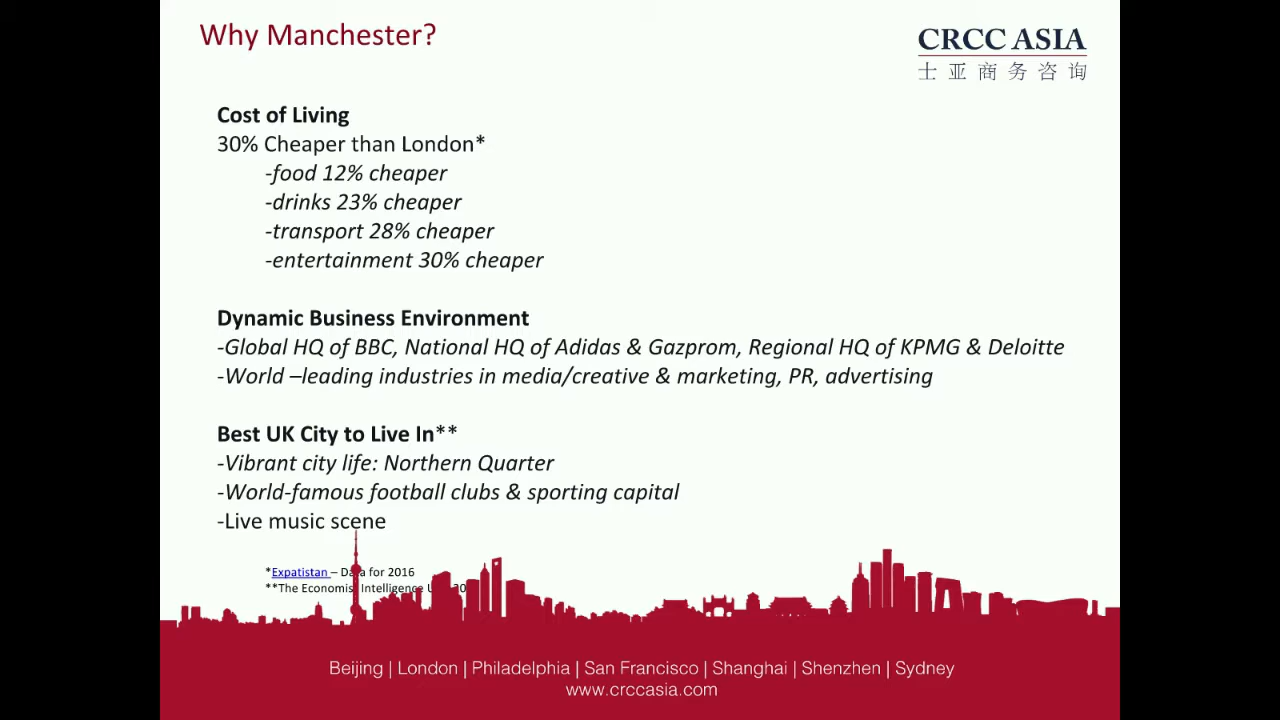 Why Manchester?
CRCC ASIA
士亚商务咨询
Cost of Living
30% Cheaper than London*
-food 12% cheaper
-drinks 23% cheaper
-transport 28% cheaper
-entertainment 30% cheaper
Dynamic Business Environment
-Global HQ of BBC, National HQ of Adidas & Gazprom, Regional HQ of KPMG & Deloitte
-World –leading industries in media/creative & marketing, PR, advertising
Best UK City to Live In**
-Vibrant city life: Northern Quarter
-World-famous football clubs & sporting capital
-Live music scene
*Expatistan – Data for 2016
**The Economist Intelligence
Beijing | London | Philadelphia | San Francisco | Shanghai | Shenzhen | Sydney
www.crccasia.com